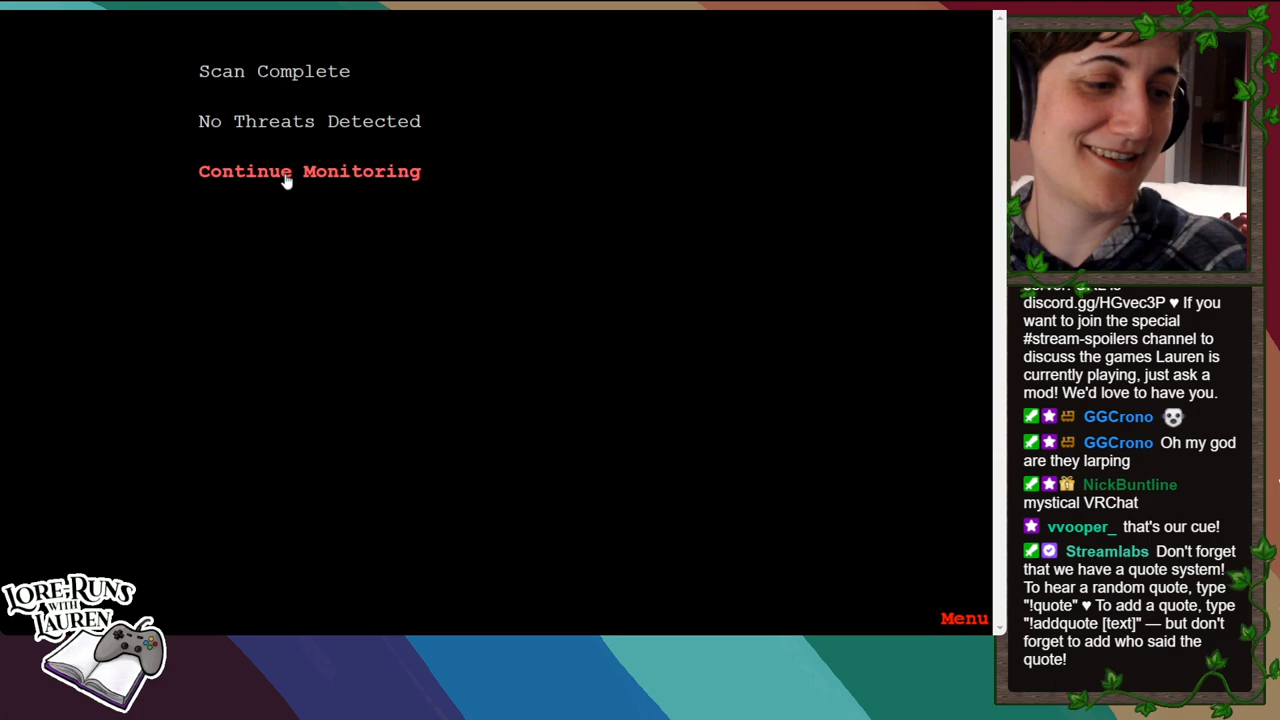 Scan Complete
No Threats Detected
Continue Monitoring
Menu
LORE-RUNS
WITH
LAUREN
discord.gg/HGvec3P ♥ If you
want to join the special
#stream-spoilers channel to
discuss the games Lauren is
currently playing, just ask a
mod! We'd love to have you.
GGCrono
GGCrono Oh my god
are they larping
NickBuntline
mystical VRChat
vvooper_ that's our cue!
Streamlabs Don't forget
that we have a quote system!
To hear a random quote, type
"!quote" ♥ To add a quote, type
"!addquote [text]" — but don't
forget to add who said the
quote!